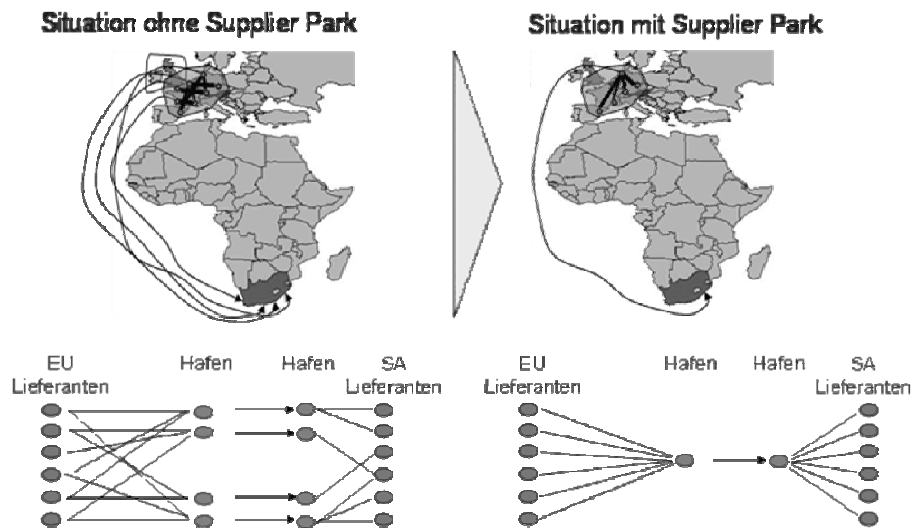 Situation ohne Supplier Park
Situation mit Supplier Park
EU
Lieferanten
Hafen
Hafen
SA
Lieferanten
EU
Lieferanten
Hafen
Hafen
SA
Lieferanten